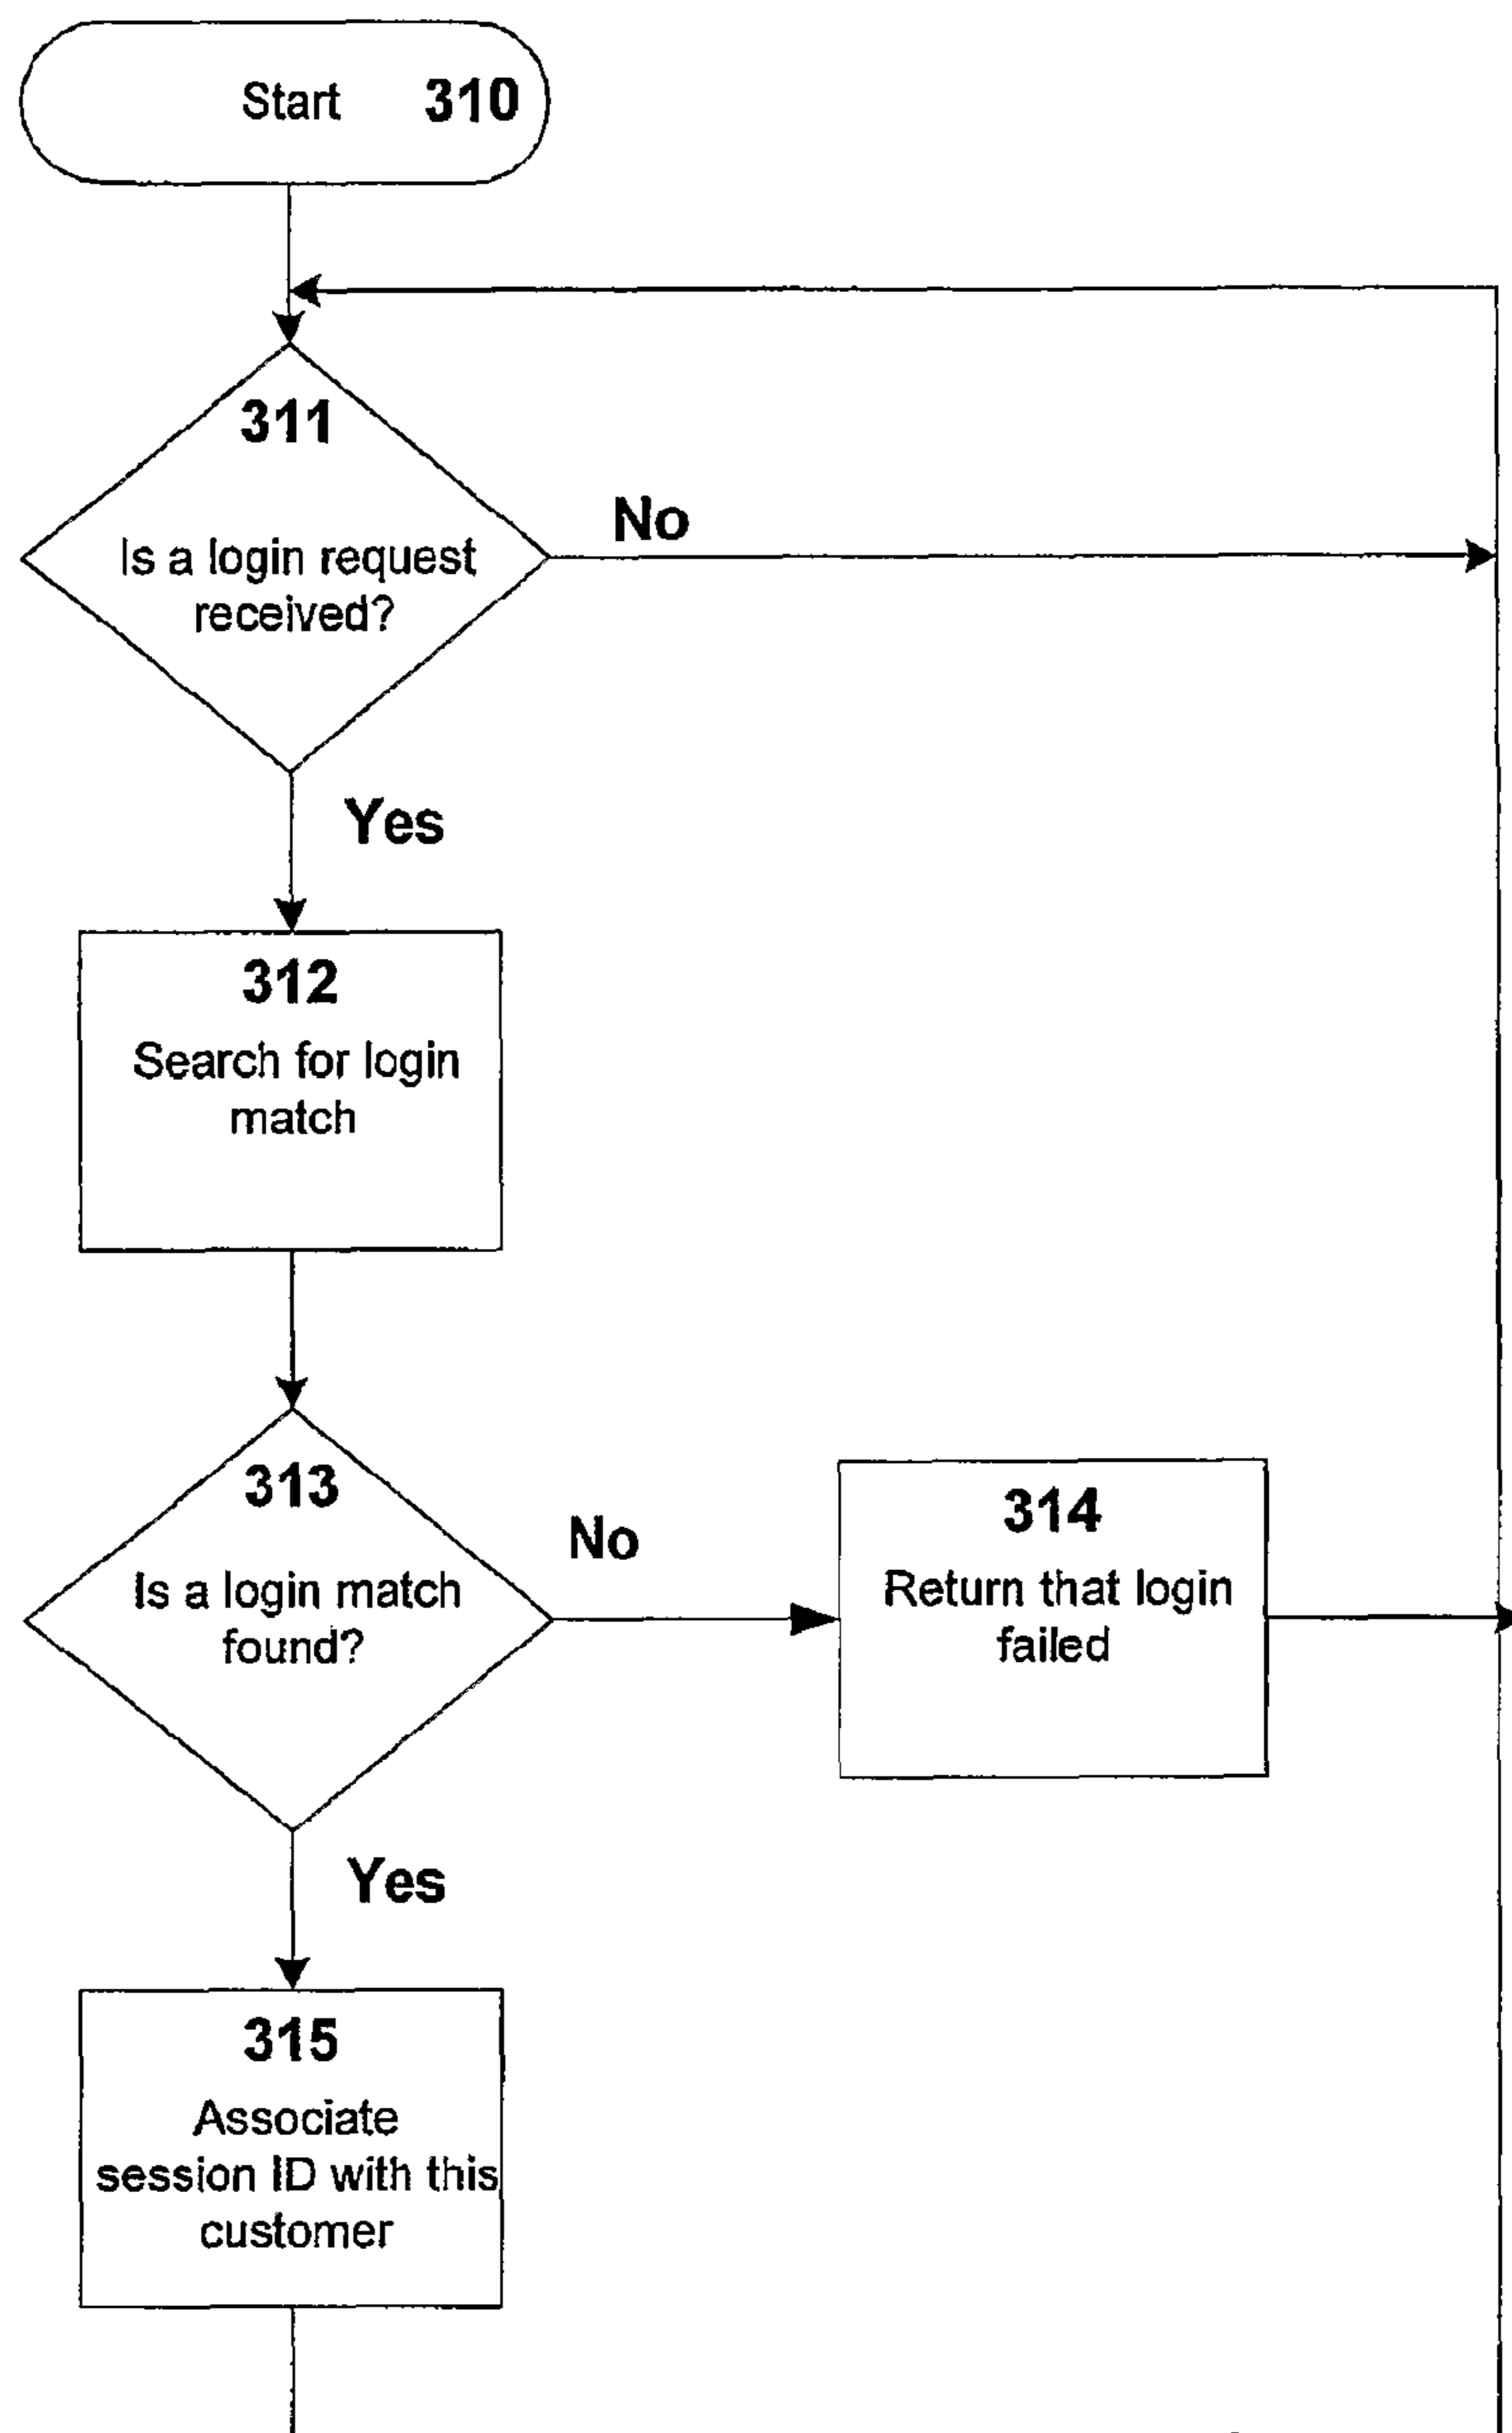 Start 310
311
Is a login request
received?
No
Yes
312
Search for login
match
313
Is a login match
found?
No
314
Return that login
failed
Yes
315
Associate
session ID with this
customer